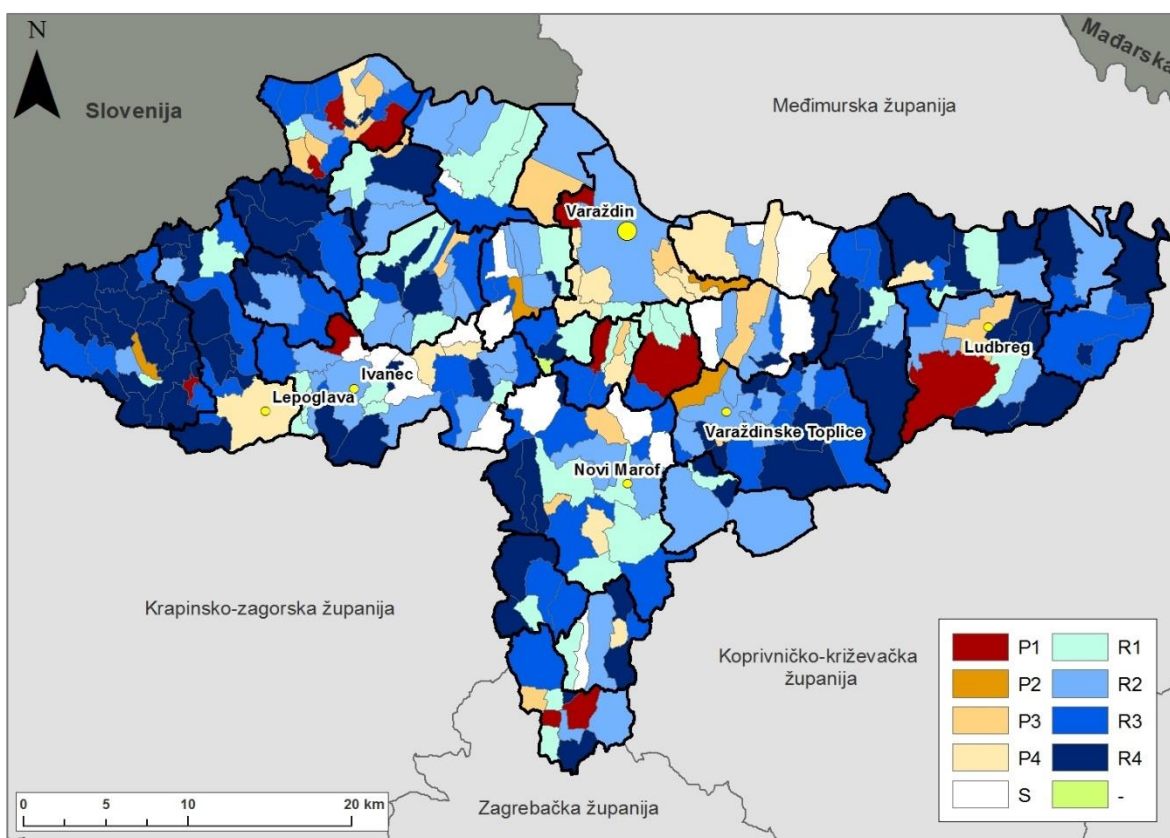 N
Slovenija
Mađarska
Međimurska županija
Varaždin
Ludbreg
Ivanec
Lepoglava
Varaždinske Toplice
Novi Marof
Krapinsko-zagorska županija
Koprivničko-križevačka
županija
Zagrebačka županija
P1 R1
P2 R2
P3 R3
P4 R4
S -
0 5 10 20 km